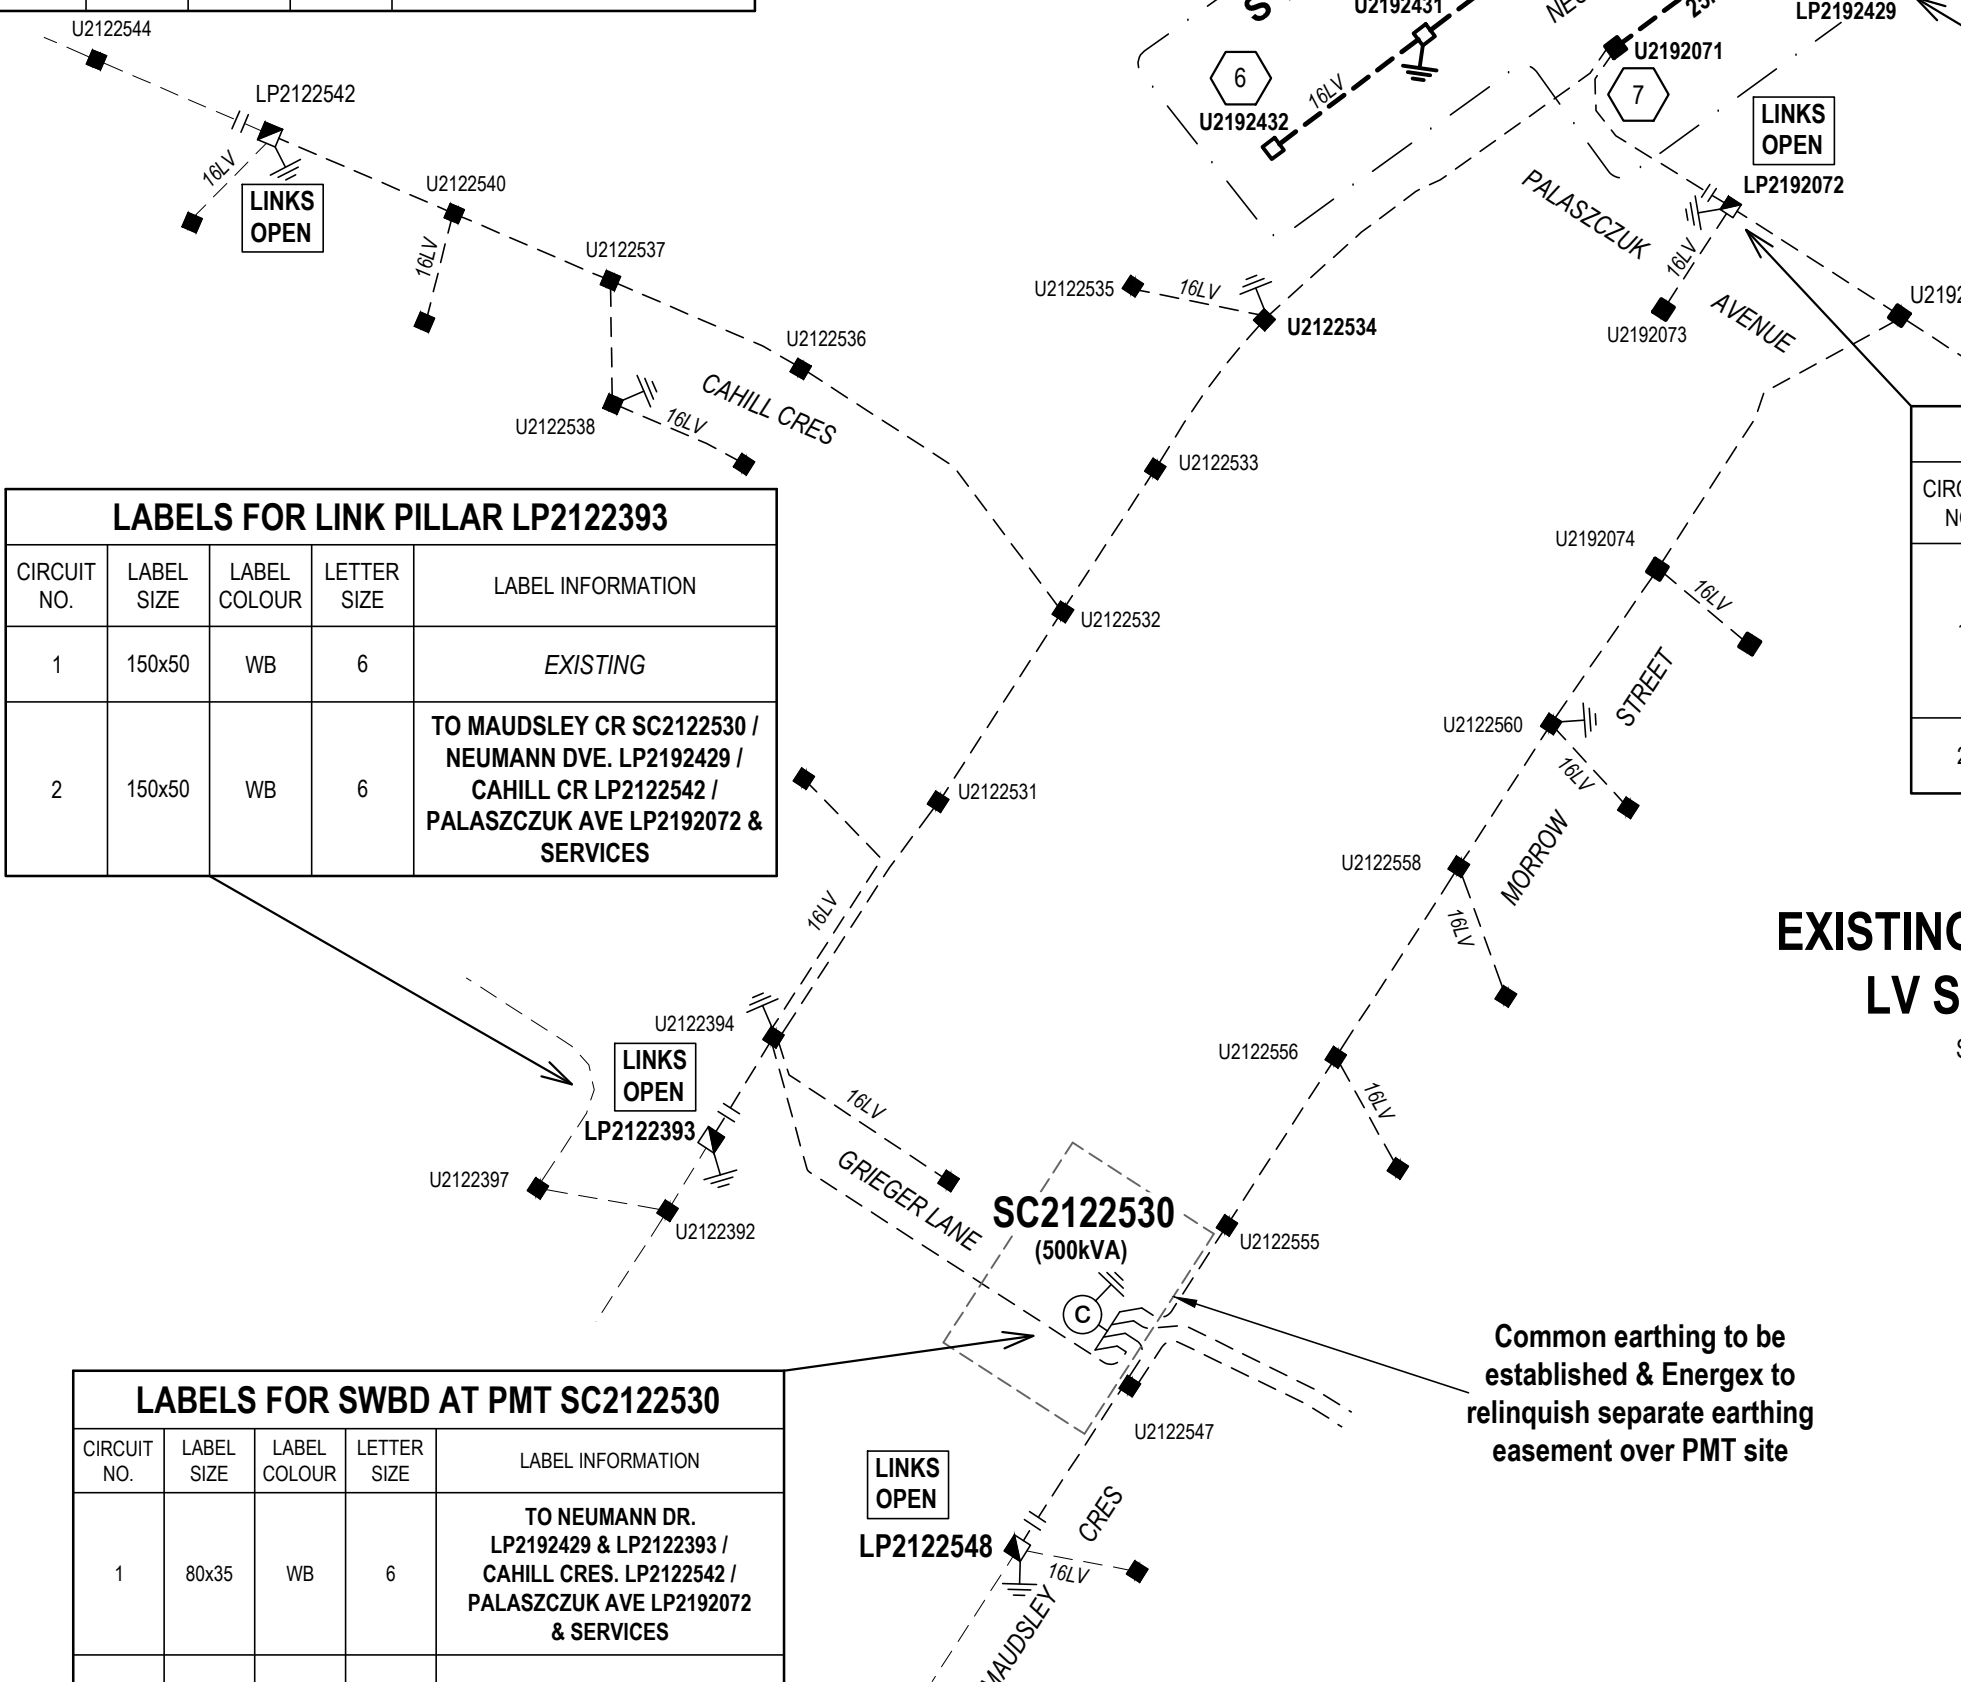 U2122544
LP2122542
16LV
LINKS
OPEN
U2122540
16LV
U2122537
U2122536
CAHILL CRES
U2122538
16LV
U2192431
6
U2192432
16LV
LP2192429
U2192071
7
LINKS
OPEN
LP2192072
PALASZCZUK
AVENUE
16LV
U2192073
U2122535
16LV
U2122534
U2122533
U2122532
U2122531
16LV
U2192074
16LV
STREET
U2122560
16LV
MORROW
U2122558
16LV
U2122556
16LV
LABELS FOR LINK PILLAR LP2122393
CIRCUIT NO.
LABEL SIZE
LABEL COLOUR
LETTER SIZE
LABEL INFORMATION
1 150x50 WB 6 EXISTING
2 150x50 WB 6
TO MAUDSLEY CR SC2122530 /
NEUMANN DVE. LP2192429 /
CAHILL CR LP2122542 /
PALASZCZUK AVE LP2192072 &
SERVICES
U2122394
LINKS
OPEN
LP2122393
16LV
GRIEGER LANE
U2122397
U2122392
SC2122530
(500kVA)
C
U2122555
U2122547
Common earthing to be
established & Energex to
relinquish separate earthing
easement over PMT site
LINKS
OPEN
LP2122548
16LV
MAUDSLEY
CRES
LABELS FOR SWBD AT PMT SC2122530
CIRCUIT NO.
LABEL SIZE
LABEL COLOUR
LETTER SIZE
LABEL INFORMATION
1 80x35 WB 6
TO NEUMANN DR.
LP2192429 & LP2122393 /
CAHILL CRES. LP2122542 /
PALASZCZUK AVE LP2192072
& SERVICES
LV S